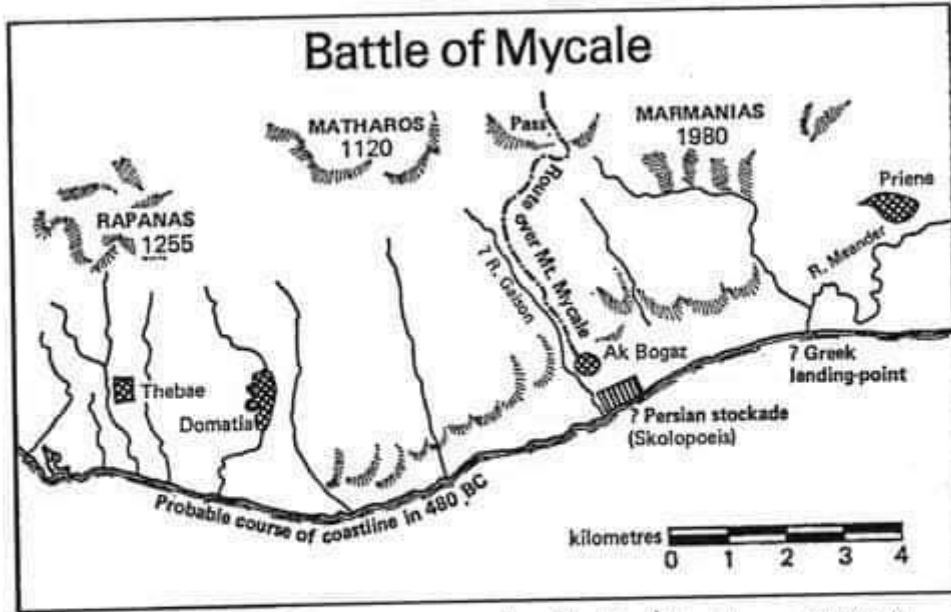 Battle of Mycale
MATHAROS
1120
Pass
MARMANIAS
1980
Priene
RAPANAS
1255
Route over Mt. Mycale
? R. Gaison
R. Meander
Ak Bogaz
Thebae
Domatia
? Greek
landing-point
? Persian stockade
(Skolopoeis)
Probable course of coastline in 480 BC
kilometres
0 1 2 3 4